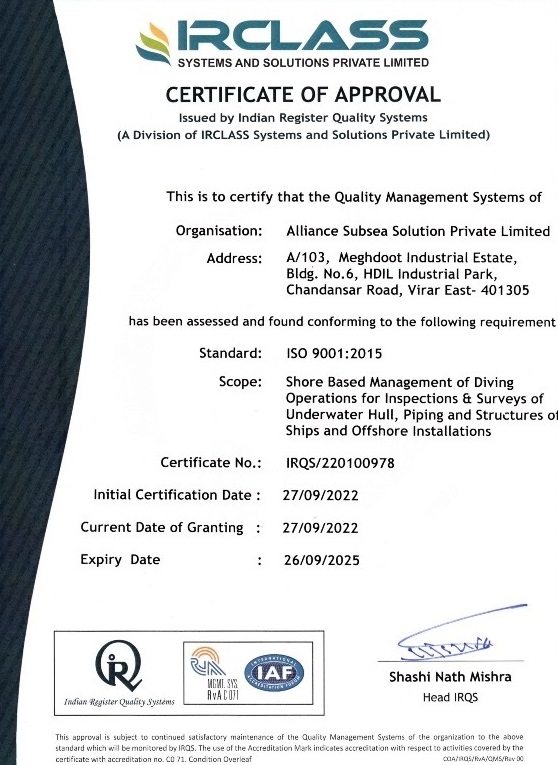 IRCLASS
SYSTEMS AND SOLUTIONS PRIVATE LIMITED
CERTIFICATE OF APPROVAL
Issued by Indian Register Quality Systems
(A Division of IRCLASS Systems and Solutions Private Limited)
This is to certify that the Quality Management Systems of
Organisation: Alliance Subsea Solution Private Limited
Address: A/103, Meghdoot Industrial Estate,
Bldg. No.6, HDIL Industrial Park,
Chandansar Road, Virar East- 401305
has been assessed and found conforming to the following requirement
Standard: ISO 9001:2015
Scope: Shore Based Management of Diving
Operations for Inspections & Surveys of
Underwater Hull, Piping and Structures of
Ships and Offshore Installations
Certificate No.: IRQS/220100978
Initial Certification Date : 27/09/2022
Current Date of Granting : 27/09/2022
Expiry Date : 26/09/2025
IR
Indian Register Quality Systems
RvA
MGMT. SYS.
RvA C 071
INTERNATIONAL
IAF
ACCREDITATION FORUM
Shashi Nath Mishra
Head IRQS
This approval is subject to continued satisfactory maintenance of the Quality Management Systems of the organization to the above
standard which will be monitored by IRQS. The use of the Accreditation Mark indicates accreditation with respect to activities covered by the
certificate with accreditation no. C0 71. Condition Overleaf
COA/IRQS/RvA/QMS/Rev 00